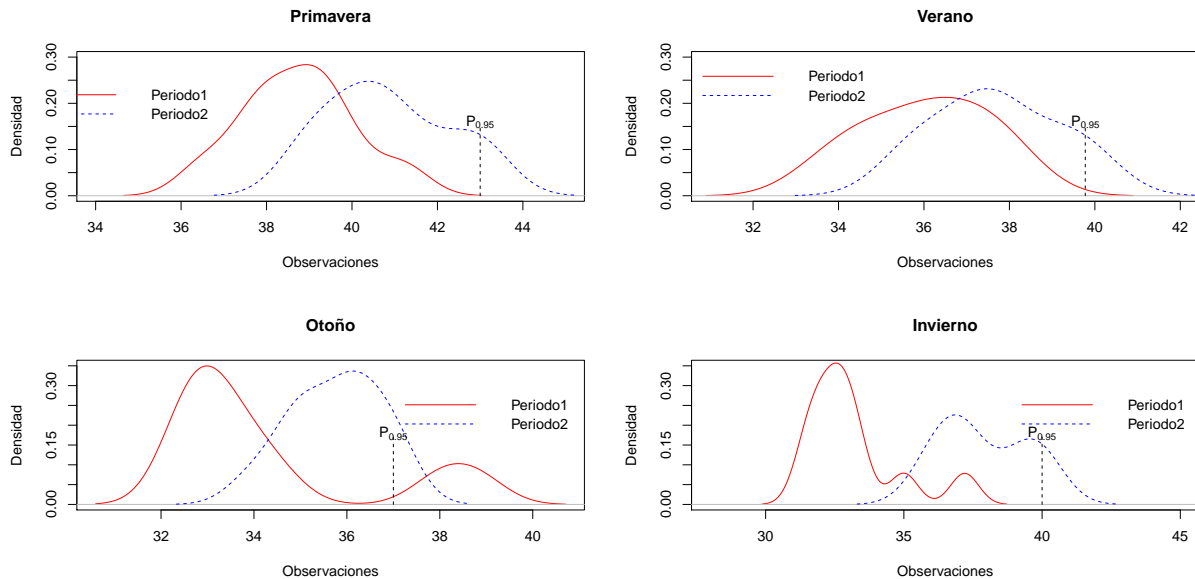 Primavera
Densidad
0.00 0.10 0.20 0.30
Periodo1
Periodo2
P0.95
34 36 38 40 42 44
Observaciones
Verano
Densidad
0.00 0.10 0.20 0.30
Periodo1
Periodo2
P0.95
32 34 36 38 40 42
Observaciones
Otoño
Densidad
0.00 0.15 0.30
Periodo1
Periodo2
P0.95
32 34 36 38 40
Observaciones
Invierno
Densidad
0.00 0.15 0.30
Periodo1
Periodo2
P0.95
30 35 40 45
Observaciones